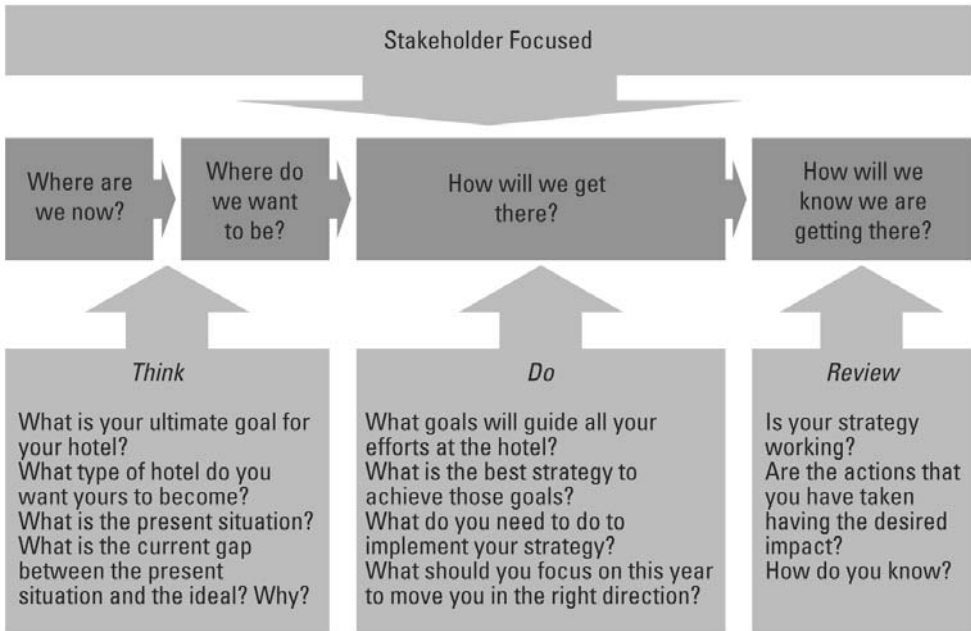 Stakeholder Focused
Where are
we now?
Where do
we want
to be?
How will we get
there?
How will we
know we are
getting there?
Think
What is your ultimate goal for
your hotel?
What type of hotel do you
want yours to become?
What is the present situation?
What is the current gap
between the present
situation and the ideal? Why?
Do
What goals will guide all your
efforts at the hotel?
What is the best strategy to
achieve those goals?
What do you need to do to
implement your strategy?
What should you focus on this year
to move you in the right direction?
Review
Is your strategy
working?
Are the actions that
you have taken
having the desired
impact?
How do you know?